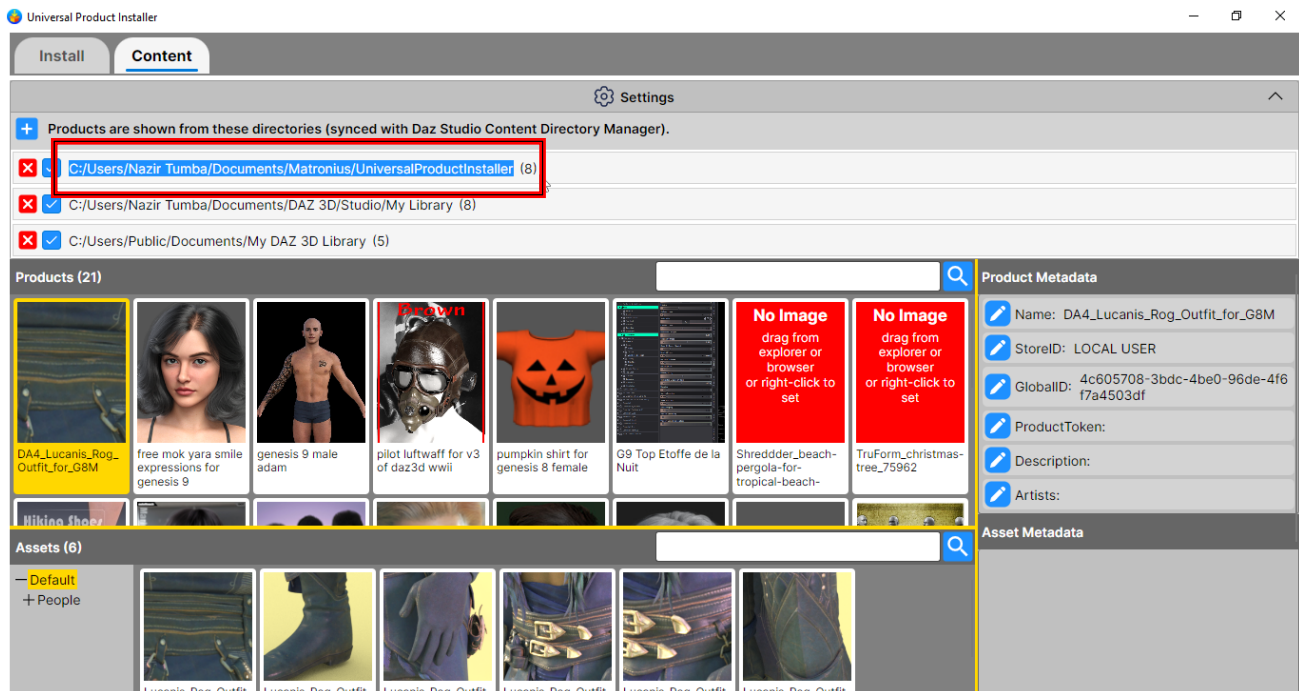 Universal Product Installer
Install
Content
Settings
Products are shown from these directories (synced with Daz Studio Content Directory Manager).
C:/Users/Nazir Tumba/Documents/Matronius/UniversalProductInstaller (8)
C:/Users/Nazir Tumba/Documents/DAZ 3D/Studio/My Library (8)
C:/Users/Public/Documents/My DAZ 3D Library (5)
Products (21)
DA4_Lucanis_Rog_
Outfit_for_G8M
free mok yara smile
expressions for
genesis 9
genesis 9 male
adam
Brown
pilot luftwaff for v3
of daz3d wwii
pumpkin shirt for
genesis 8 female
G9 Top Etoffe de la
Nuit
No Image
drag from
explorer or
browser
or right-click to
set
Shreddder_beach-
pergola-for-
tropical-beach-
No Image
drag from
explorer or
browser
or right-click to
set
TruForm_christmas-
tree_75962
Hiking Shoes
Product Metadata
Name: DA4_Lucanis_Rog_Outfit_for_G8M
StoreID: LOCAL USER
GlobalID: 4c605708-3bdc-4be0-96de-4f6
f7a4503df
ProductToken:
Description:
Artists:
Asset Metadata
Assets (6)
Default
People